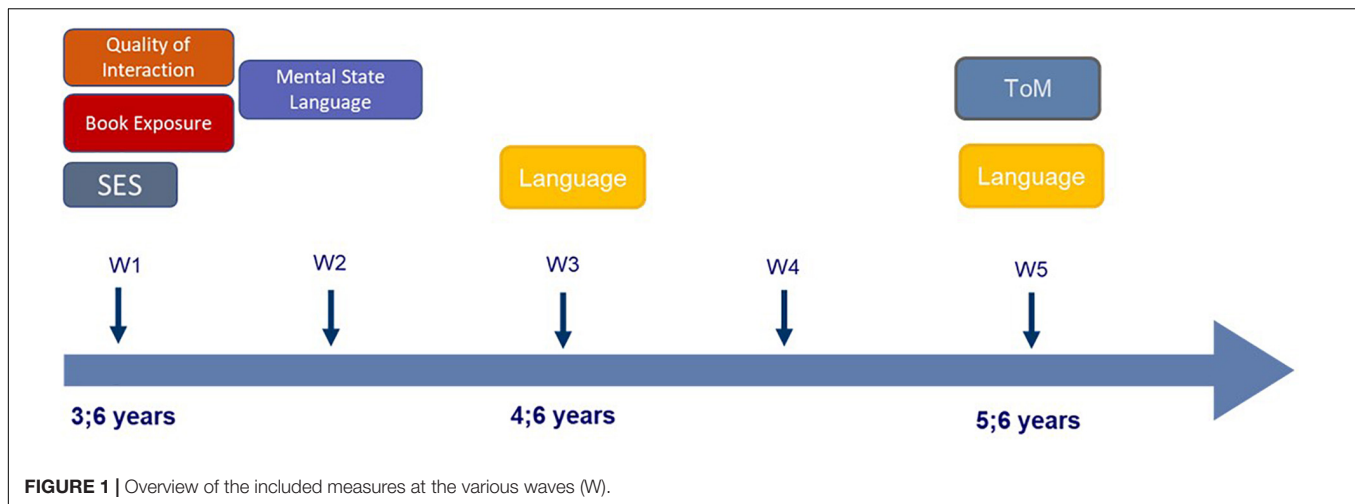 Quality of
Interaction
Mental State
Language
ToM
Book Exposure
SES
Language
Language
W1
W2
W3
W4
W5
3;6 years
4;6 years
5;6 years
FIGURE 1 | Overview of the included measures at the various waves (W).